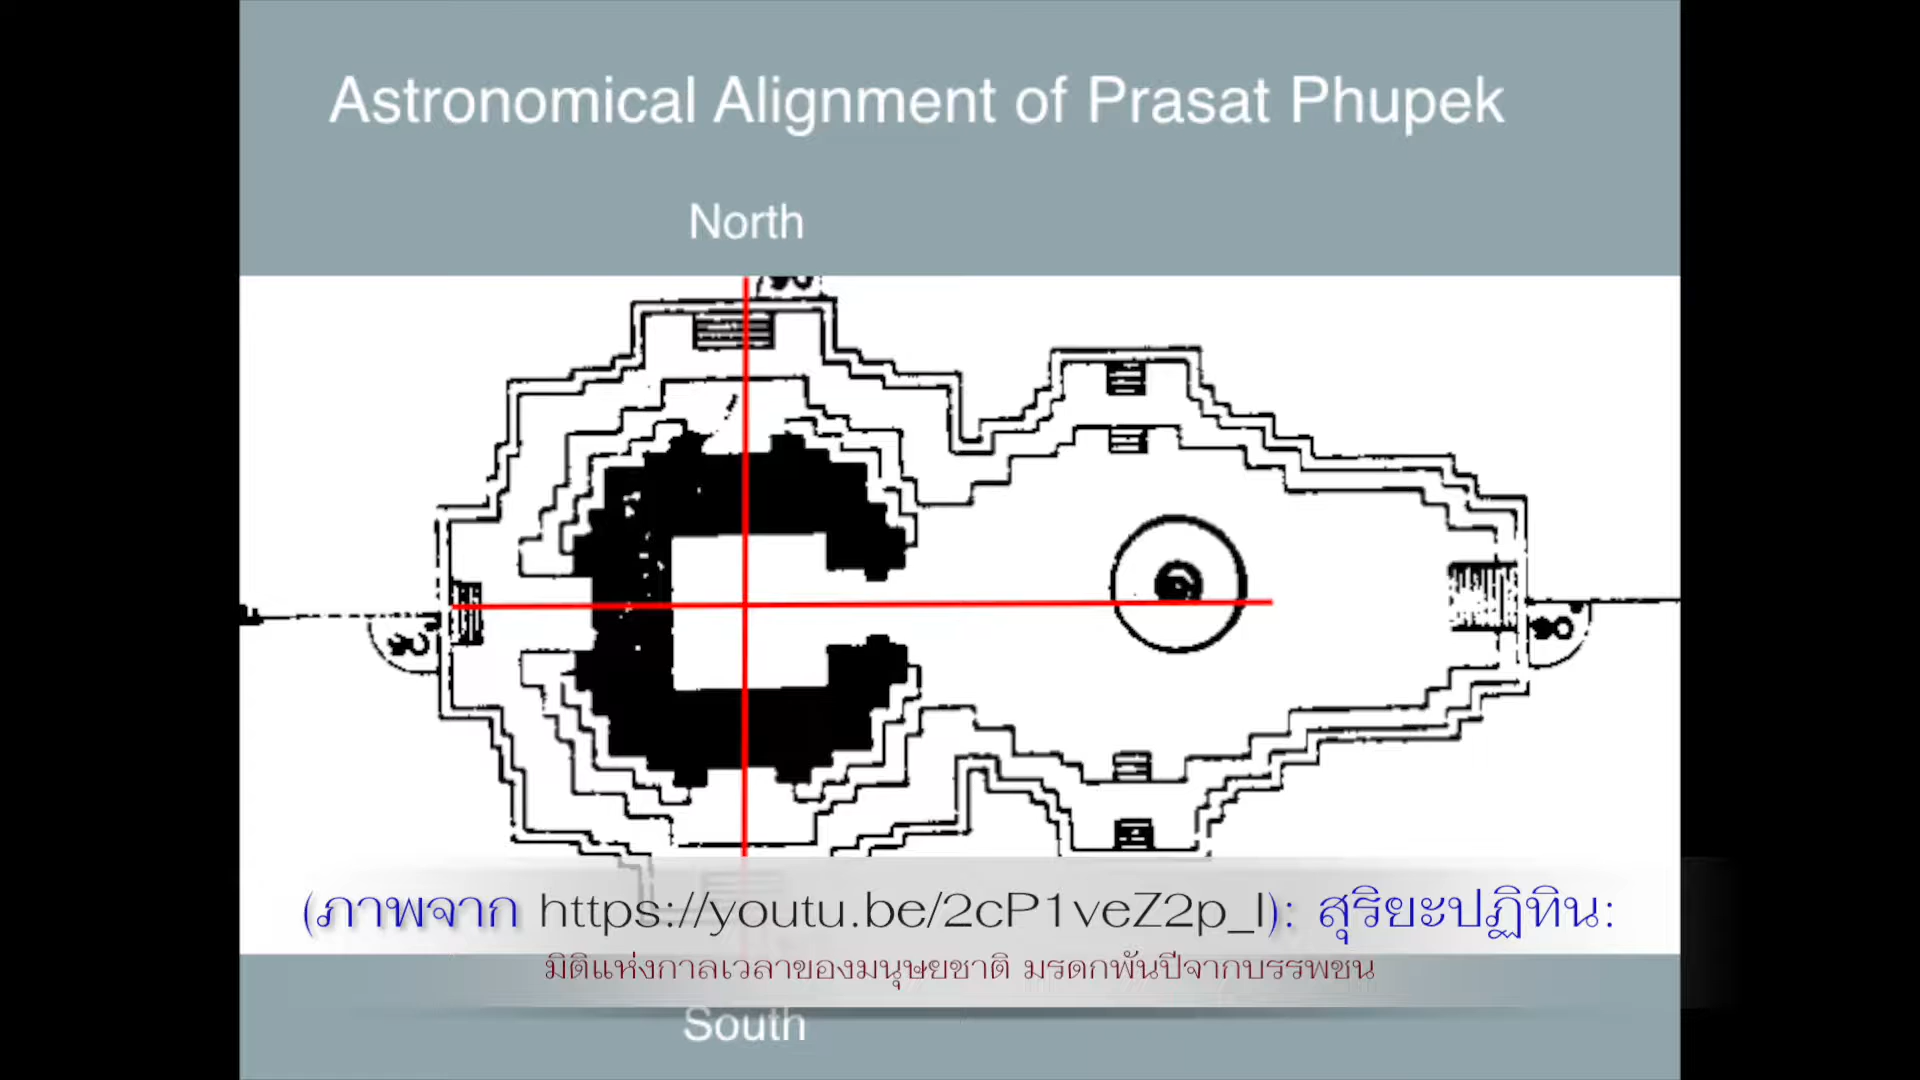 Astronomical Alignment of Prasat Phupek
North
(ภาพจาก https://youtu.be/2cP1veZ2p_I): สุริยะปฏิทิน:
มิติแห่งกาลเวลาของมนุษยชาติ มรดกพันปีจากบรรพชน
South